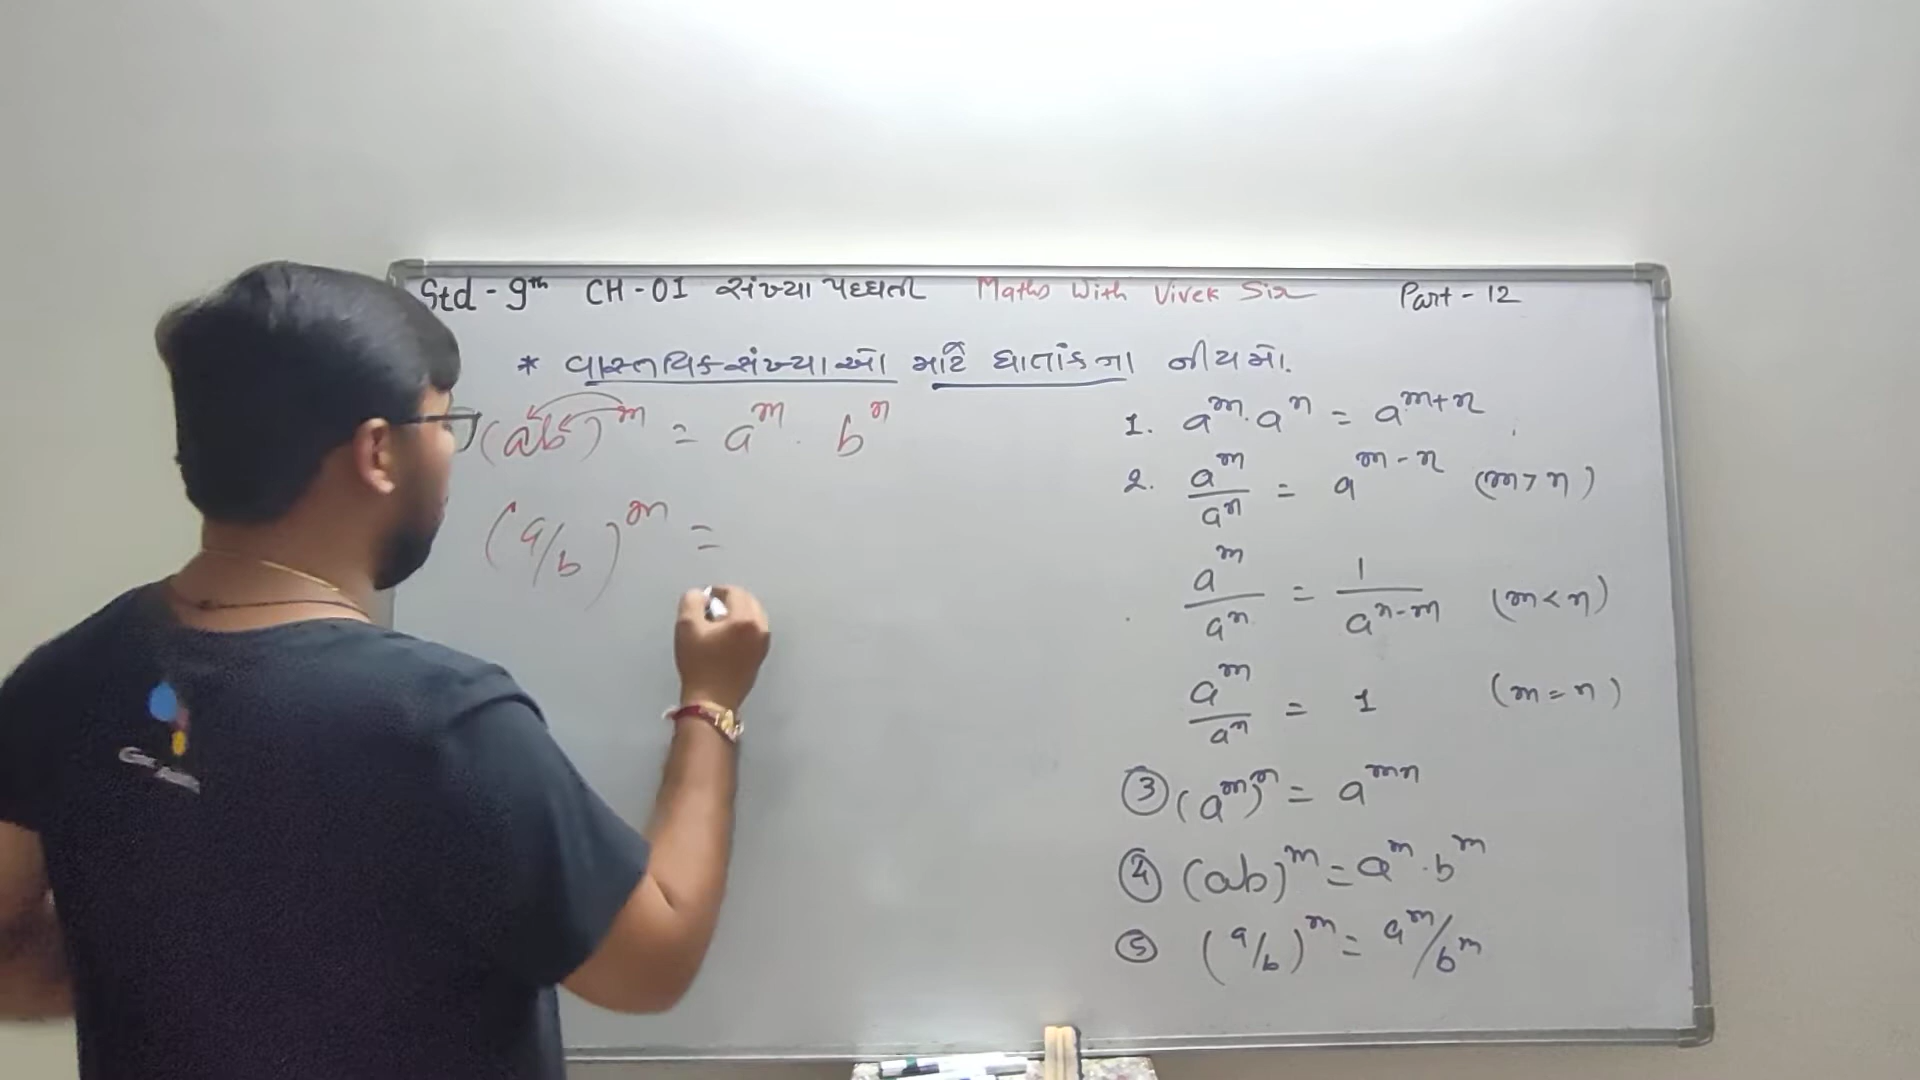 Std - 9th CH - 01 સંખ્યા પધ્ધતી Maths With Vivek Sir Part - 12
* વાસ્તવિક સંખ્યાઓ માટે ઘાતાંકના નીયમો.
(ab)^m = a^m . b^n
(a/b)^m =
1. a^m . a^n = a^m+n
2. a^m/a^n = a^m-n (m > n)
a^m/a^n = 1/a^n-m (m < n)
a^m/a^n = 1 (m = n)
③ (a^m)^n = a^mn
④ (ab)^m = a^m . b^m
⑤ (a/b)^m = a^m/b^m